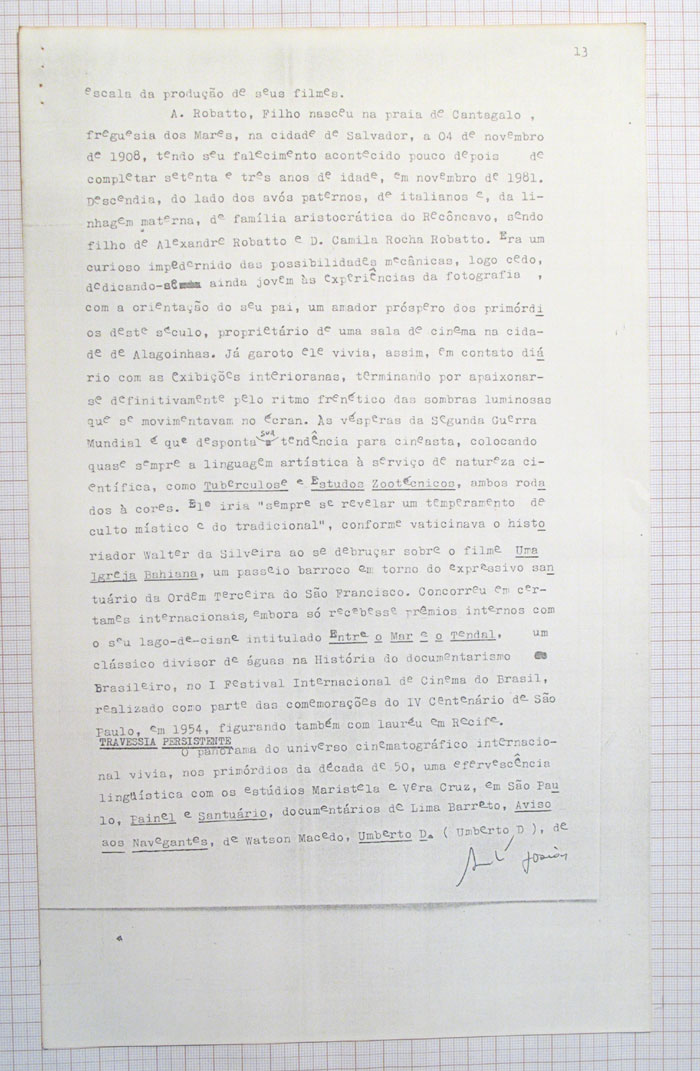 13
escala da produção de seus filmes.
A. Robatto, Filho nasceu na praia de Cantagalo ,
freguesia dos Mares, na cidade de Salvador, a 04 de novembro
de 1908, tendo seu falecimento acontecido pouco depois de
completar setenta e três anos de idade, em novembro de 1981.
Descendia, do lado dos avós paternos, de italianos e, da li-
nhagem materna, de família aristocrática do Recôncavo, sendo
filho de Alexandre Robatto e D. Camila Rocha Robatto. Era um
curioso impedernido das possibilidades mecânicas, logo cedo,
dedicando-se ainda jovem às experiências da fotografia ,
com a orientação do seu pai, um amador próspero dos primórdi
os deste século, proprietário de uma sala de cinema na cida-
de de Alagoinhas. Já garoto ele vivia, assim, em contato diá
rio com as exibições interioranas, terminando por apaixonar-
se definitivamente pelo ritmo frenético das sombras luminosas
que se movimentavam no écran. Às vésperas da Segunda Guerra
Mundial é que desponta sua tendência para cineasta, colocando
quase sempre a linguagem artística à serviço de natureza ci-
entífica, como Tuberculose e Estudos Zootécnicos, ambos roda
dos à cores. Ele iria "sempre se revelar um temperamento de
culto místico e do tradicional", conforme vaticinava o histo
riador Walter da Silveira ao se debruçar sobre o filme Uma
Igreja Bahiana, um passeio barroco em torno do expressivo san
tuário da Ordem Terceira do São Francisco. Concorreu em cer-
tames internacionais, embora só recebesse prêmios internos com
o seu lago-de-cisne intitulado Entre o Mar e o Tendal, um
clássico divisor de águas na História do documentarismo
Brasileiro, no I Festival Internacional de Cinema do Brasil,
realizado como parte das comemorações do IV Centenário de São
Paulo, em 1954, figurando também com lauréu em Recife.
TRAVESSIA PERSISTENTE
O panorama do universo cinematográfico internacio-
nal vivia, nos primórdios da década de 50, uma efervescência
lingüística com os estúdios Maristela e Vera Cruz, em São Pau
lo, Painel e Santuário, documentários de Lima Barreto, Aviso
aos Navegantes, de Watson Macedo, Umberto D. ( Umberto D ), de